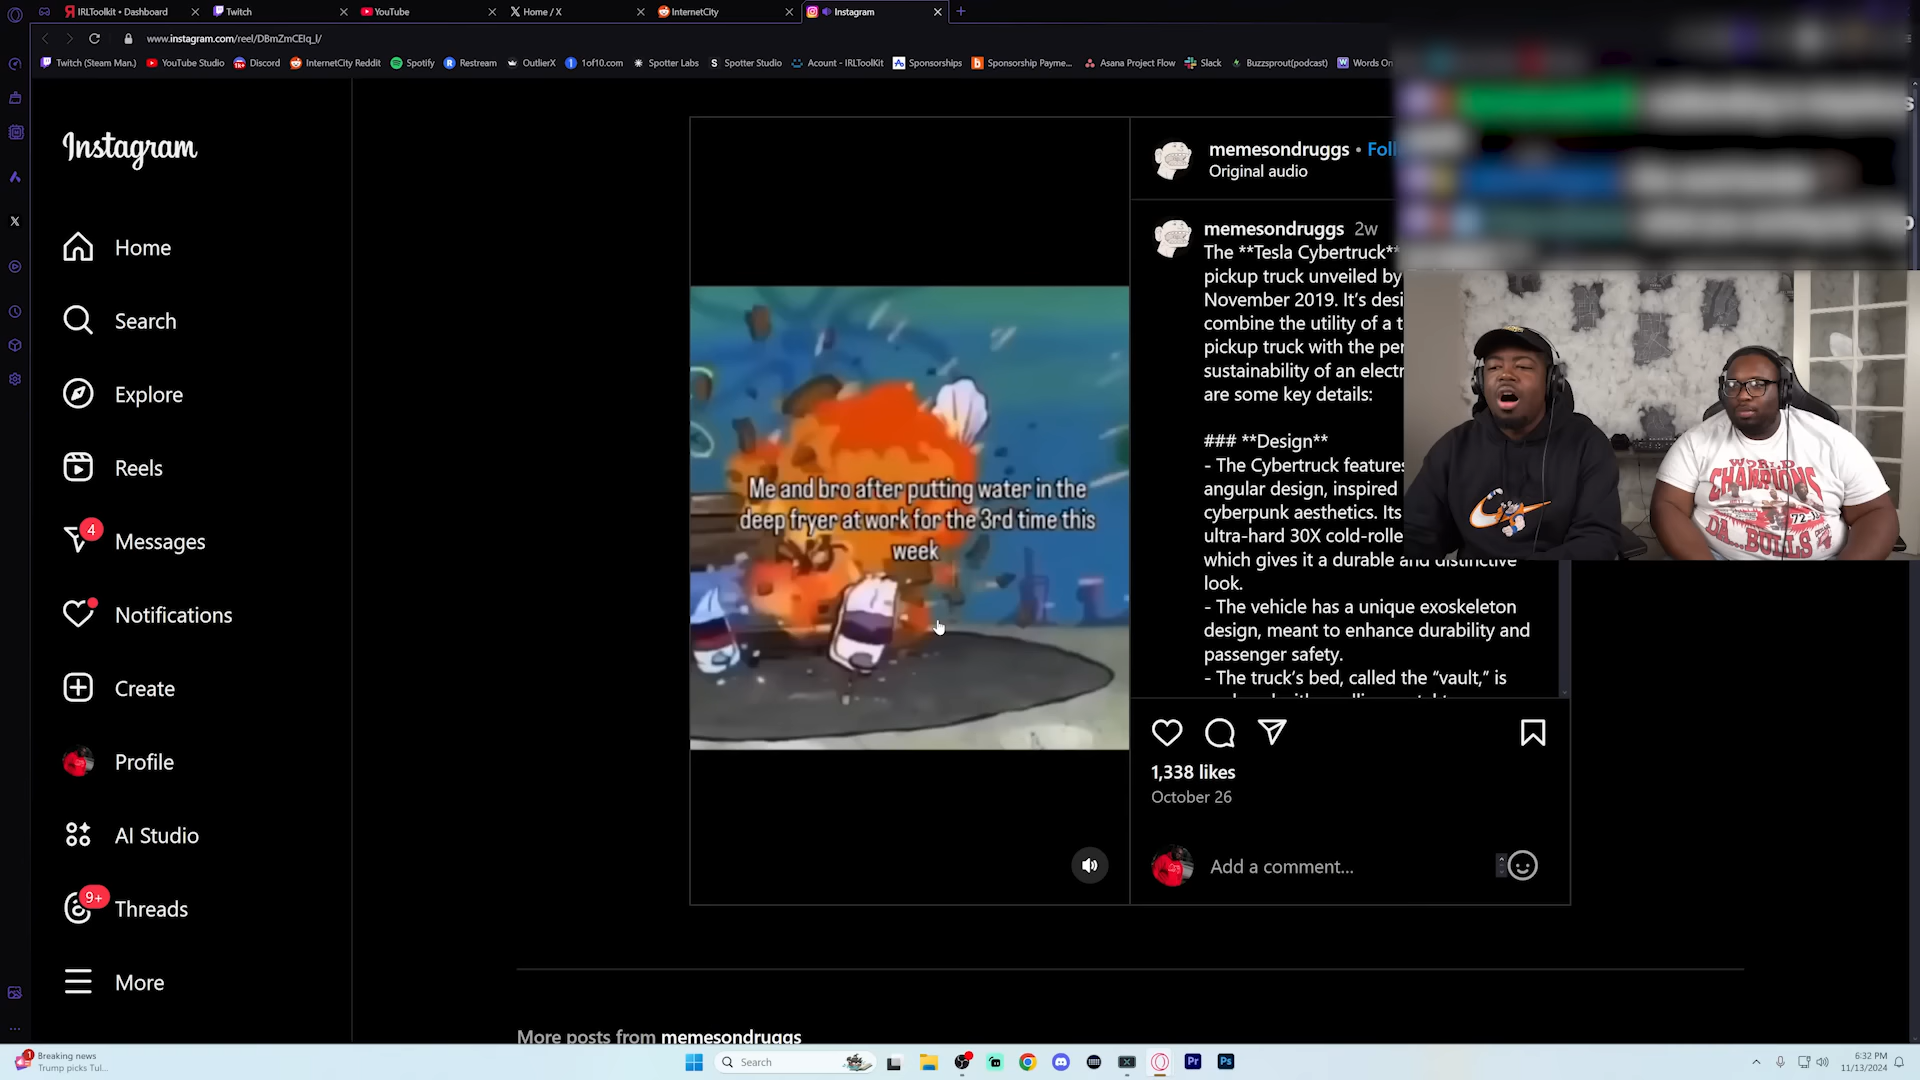 IRLToolkit • Dashboard
Twitch
YouTube
Home / X
InternetCity
Instagram
www.instagram.com/reel/DBmZmCEIq_I/
Twitch (Steam Man.)
YouTube Studio
Discord
InternetCity Reddit
Spotify
Restream
OutlierX
1of10.com
Spotter Labs
Spotter Studio
Acount - IRLToolKit
Sponsorships
Sponsorship Payme...
Asana Project Flow
Slack
Buzzsprout(podcast)
Words On
Instagram
Home
Search
Explore
Reels
4
Messages
Notifications
Create
Profile
AI Studio
9+
Threads
More
Me and bro after putting water in the
deep fryer at work for the 3rd time this
week
memesondruggs • Foll
Original audio
memesondruggs 2w
The **Tesla Cybertruck**
pickup truck unveiled by
November 2019. It's desi
combine the utility of a t
pickup truck with the per
sustainability of an electr
are some key details:
### **Design**
- The Cybertruck features
angular design, inspired
cyberpunk aesthetics. Its
ultra-hard 30X cold-rolle
which gives it a durable and distinctive
look.
- The vehicle has a unique exoskeleton
design, meant to enhance durability and
passenger safety.
- The truck's bed, called the “vault,” is
1,338 likes
October 26
Add a comment...
WORLD
CHAMPIONS
72-
DA..BULLS
More posts from memesondruggs
1
Breaking news
Trump picks Tul...
Search
Pr
Ps
6:32 PM
11/13/2024